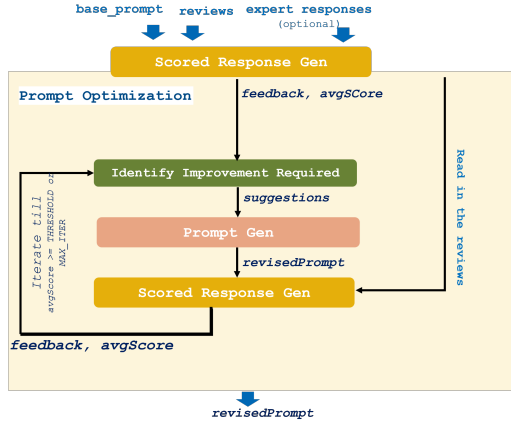 base_prompt
reviews
expert responses
(optional)
Scored Response Gen
Prompt Optimization
feedback, avgSCore
Identify Improvement Required
suggestions
Prompt Gen
revisedPrompt
Scored Response Gen
Read in the reviews
Iterate till
avgScore >= THRESHOLD or
MAX_ITER
feedback, avgScore
revisedPrompt